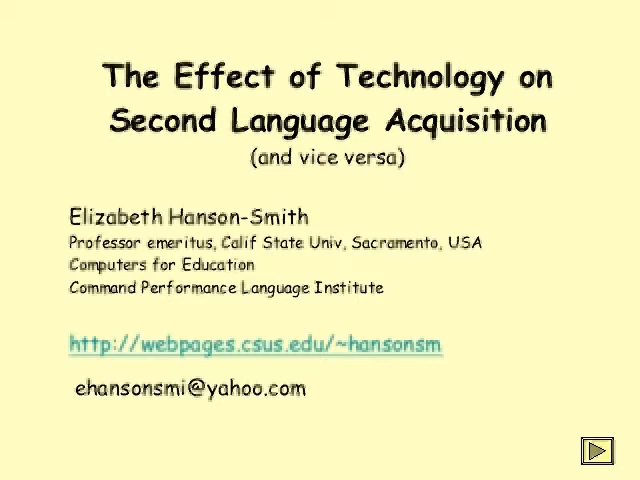 The Effect of Technology on
Second Language Acquisition
(and vice versa)
Elizabeth Hanson-Smith
Professor emeritus, Calif State Univ, Sacramento, USA
Computers for Education
Command Performance Language Institute
http://webpages.csus.edu/~hansonsm
ehansonsmi@yahoo.com